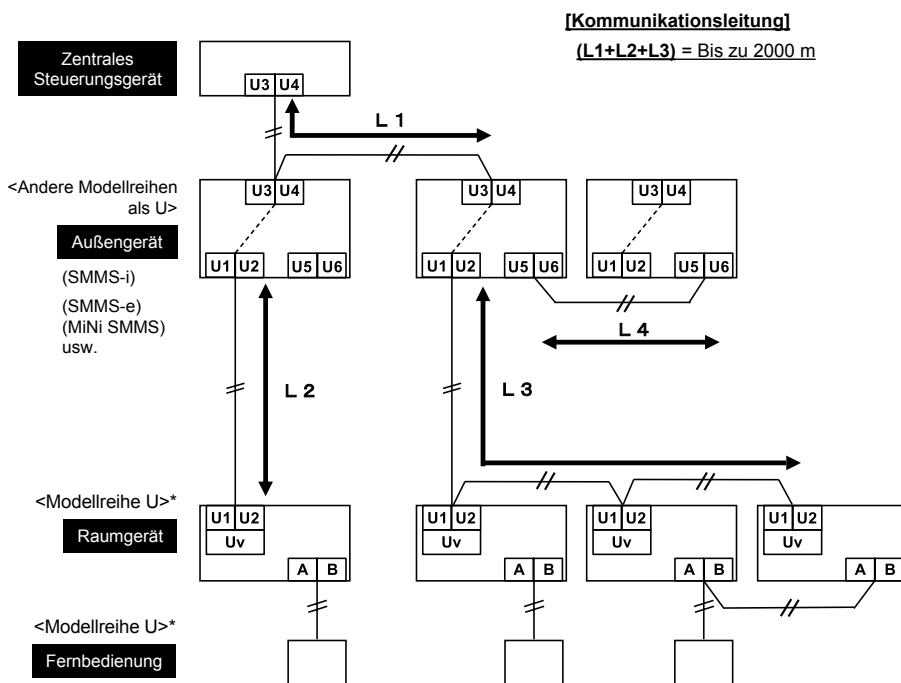 [Kommunikationsleitung]
(L1+L2+L3) = Bis zu 2000 m
Zentrales
Steuerungsgerät
U3 U4
L 1
<Andere Modellreihen
als U>
Außengerät
(SMMS-i)
(SMMS-e)
(MiNi SMMS)
usw.
U3 U4
U3 U4
U3 U4
U1 U2
U5 U6
U1 U2
U5 U6
U1 U2
U5 U6
L 4
L 2
L 3
<Modellreihe U>*
Raumgerät
U1 U2
Uv
A B
U1 U2
Uv
A B
U1 U2
Uv
A B
U1 U2
Uv
A B
<Modellreihe U>*
Fernbedienung